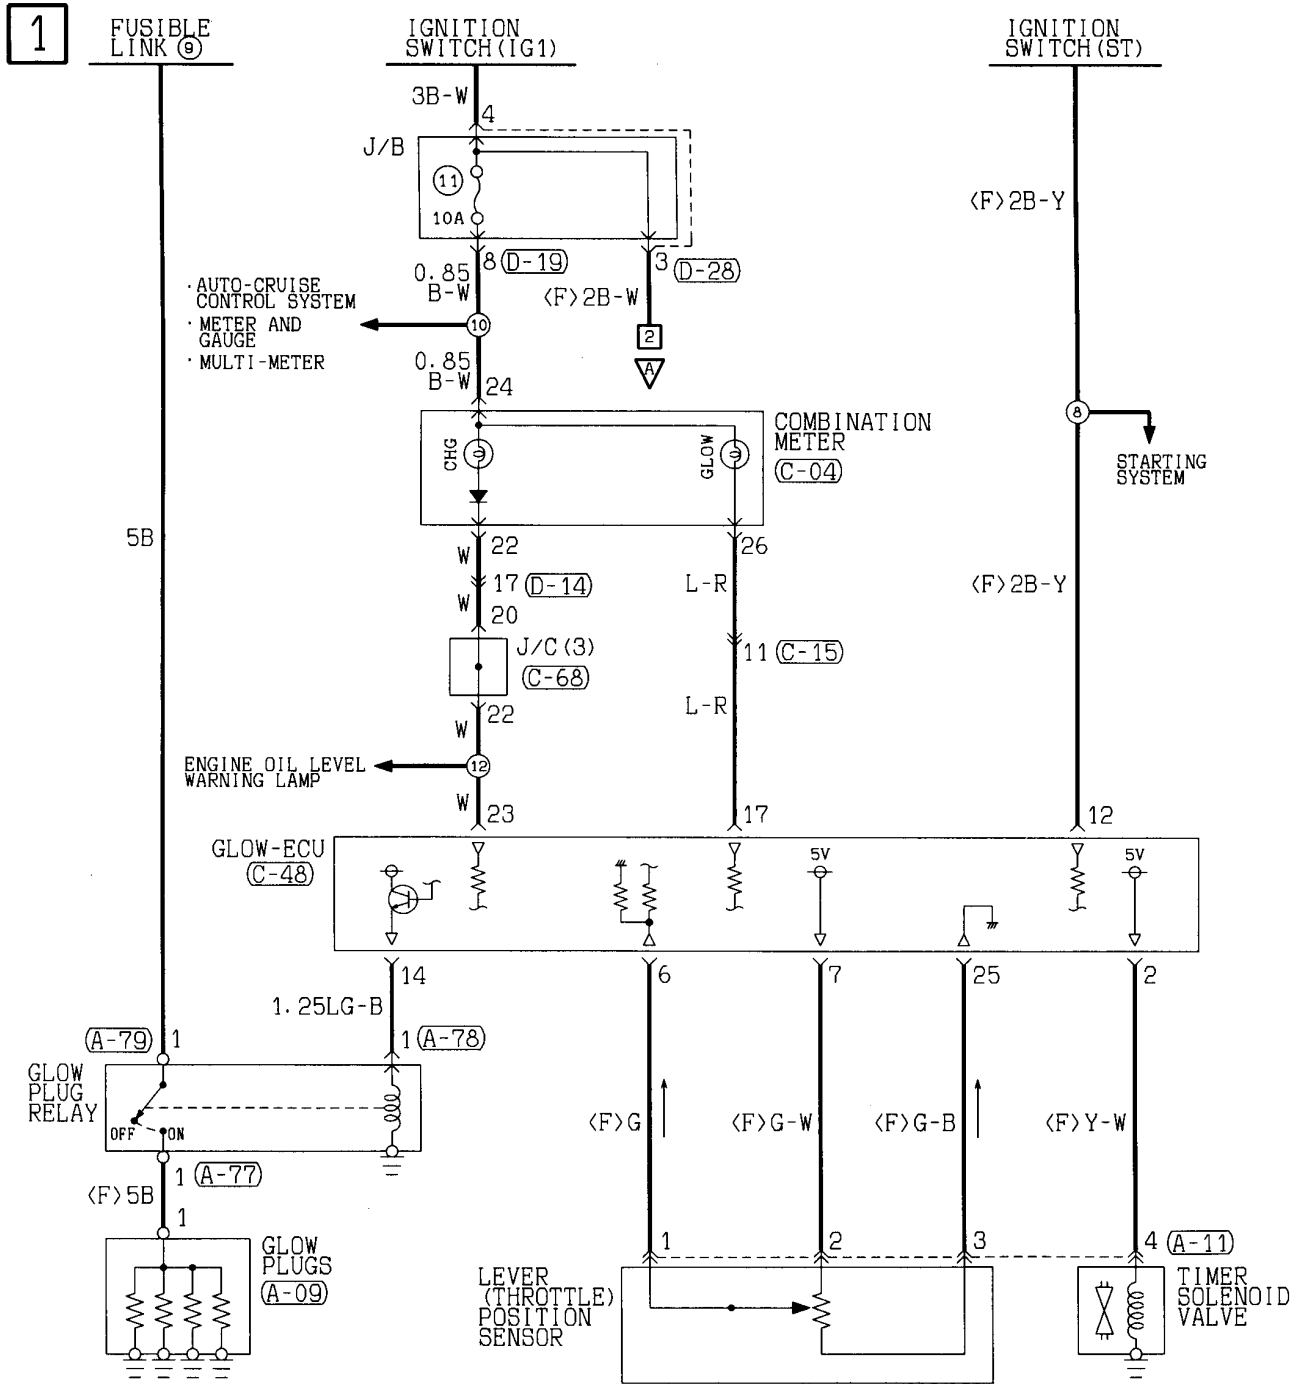 1
FUSIBLE
LINK ⑨
IGNITION
SWITCH(IG1)
IGNITION
SWITCH(ST)
3B-W
4
J/B
11
10A
8 D-19
3 D-28
0.85
B-W
<F>2B-W
<F>2B-Y
・AUTO-CRUISE
CONTROL SYSTEM
・METER AND
GAUGE
・MULTI-METER
10
2
A
0.85
B-W
24
8
STARTING
SYSTEM
COMBINATION
METER
C-04
CHG
GLOW
5B
22
26
W
17 D-14
L-R
<F>2B-Y
W
20
J/C(3)
C-68
11 C-15
L-R
22
W
ENGINE OIL LEVEL
WARNING LAMP
12
W
23
17
12
GLOW-ECU
C-48
5V
5V
14
6
7
25
2
1.25LG-B
A-79 1
1 A-78
GLOW
PLUG
RELAY
OFF
ON
<F>G
<F>G-W
<F>G-B
<F>Y-W
1 A-77
<F>5B
1
GLOW
PLUGS
A-09
1
2
3
4 A-11
LEVER
(THROTTLE)
POSITION
SENSOR
TIMER
SOLENOID
VALVE